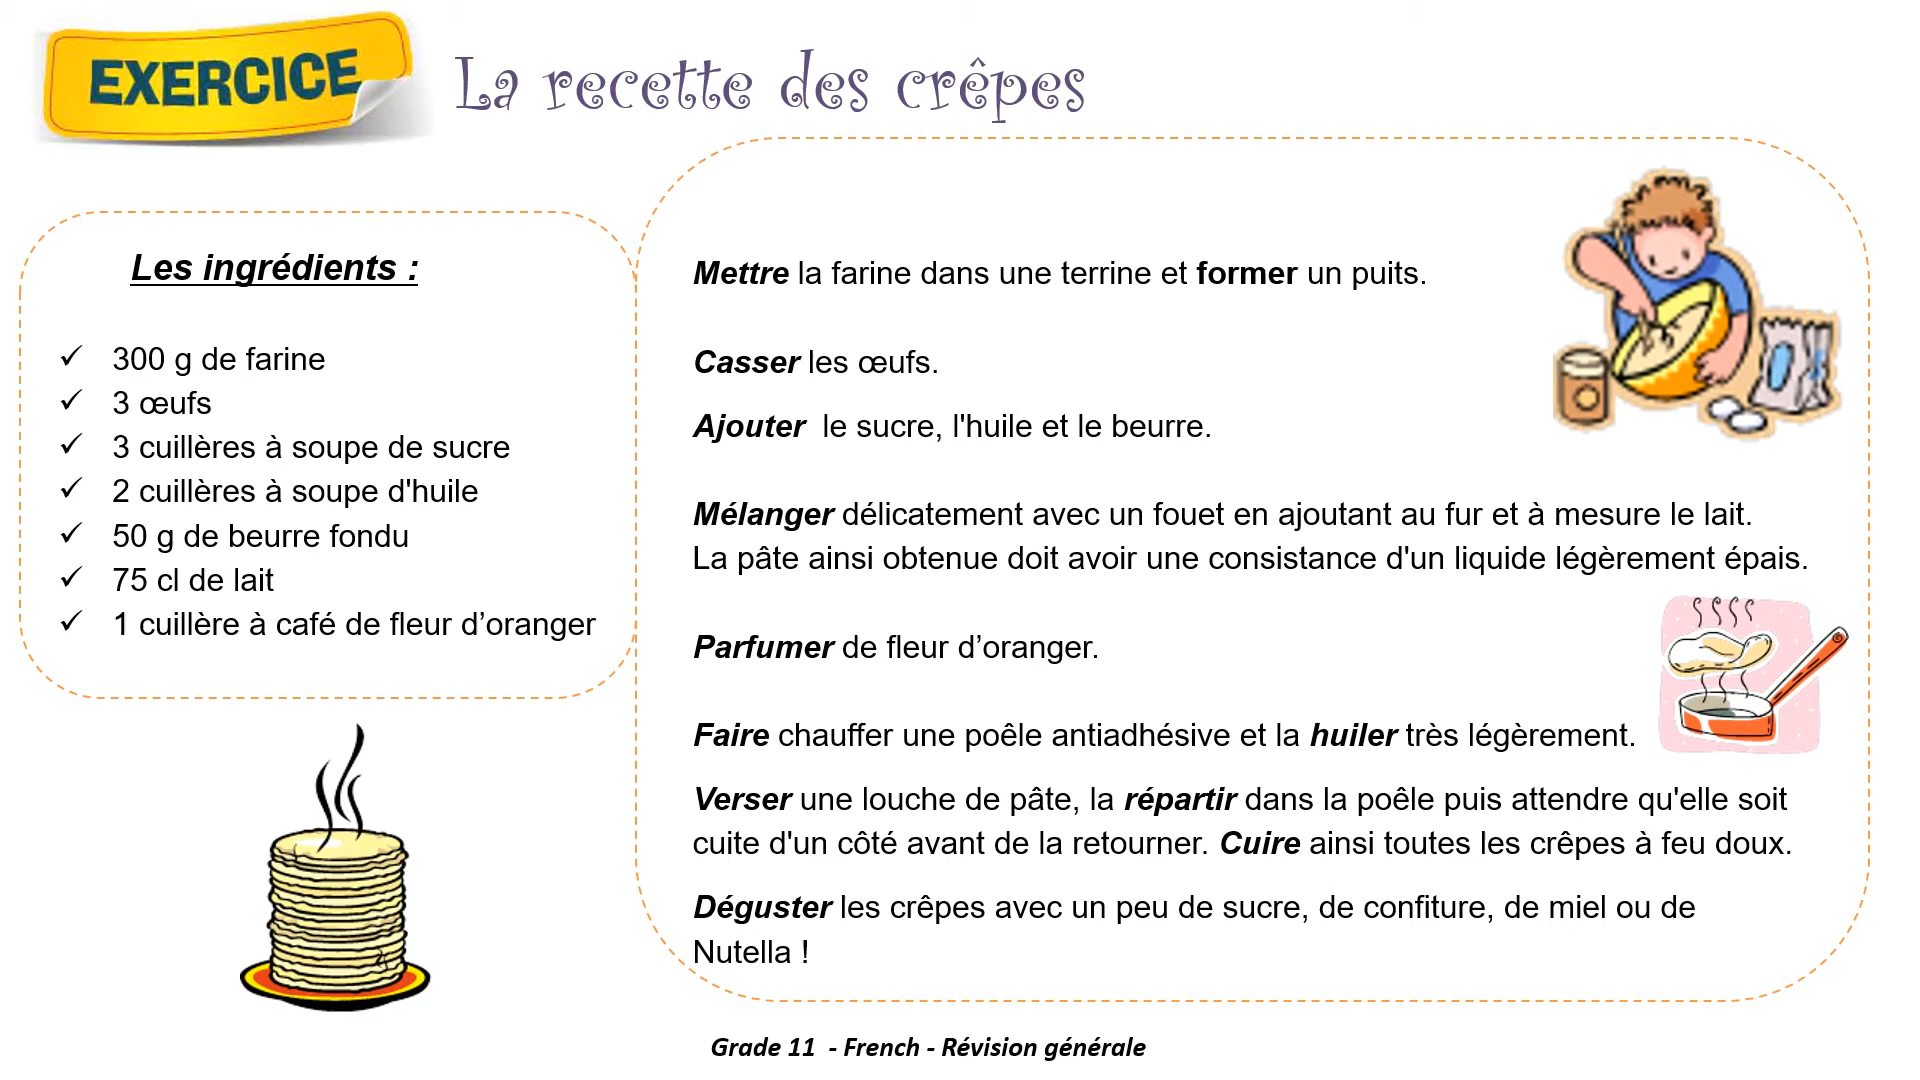 EXERCICE
La recette des crêpes
Les ingrédients :
✓ 300 g de farine
✓ 3 œufs
✓ 3 cuillères à soupe de sucre
✓ 2 cuillères à soupe d'huile
✓ 50 g de beurre fondu
✓ 75 cl de lait
✓ 1 cuillère à café de fleur d’oranger
Mettre la farine dans une terrine et former un puits.
Casser les œufs.
Ajouter  le sucre, l'huile et le beurre.
Mélanger délicatement avec un fouet en ajoutant au fur et à mesure le lait.
La pâte ainsi obtenue doit avoir une consistance d'un liquide légèrement épais.
Parfumer de fleur d’oranger.
Faire chauffer une poêle antiadhésive et la huiler très légèrement.
Verser une louche de pâte, la répartir dans la poêle puis attendre qu'elle soit
cuite d'un côté avant de la retourner. Cuire ainsi toutes les crêpes à feu doux.
Déguster les crêpes avec un peu de sucre, de confiture, de miel ou de
Nutella !
Grade 11  - French - Révision générale